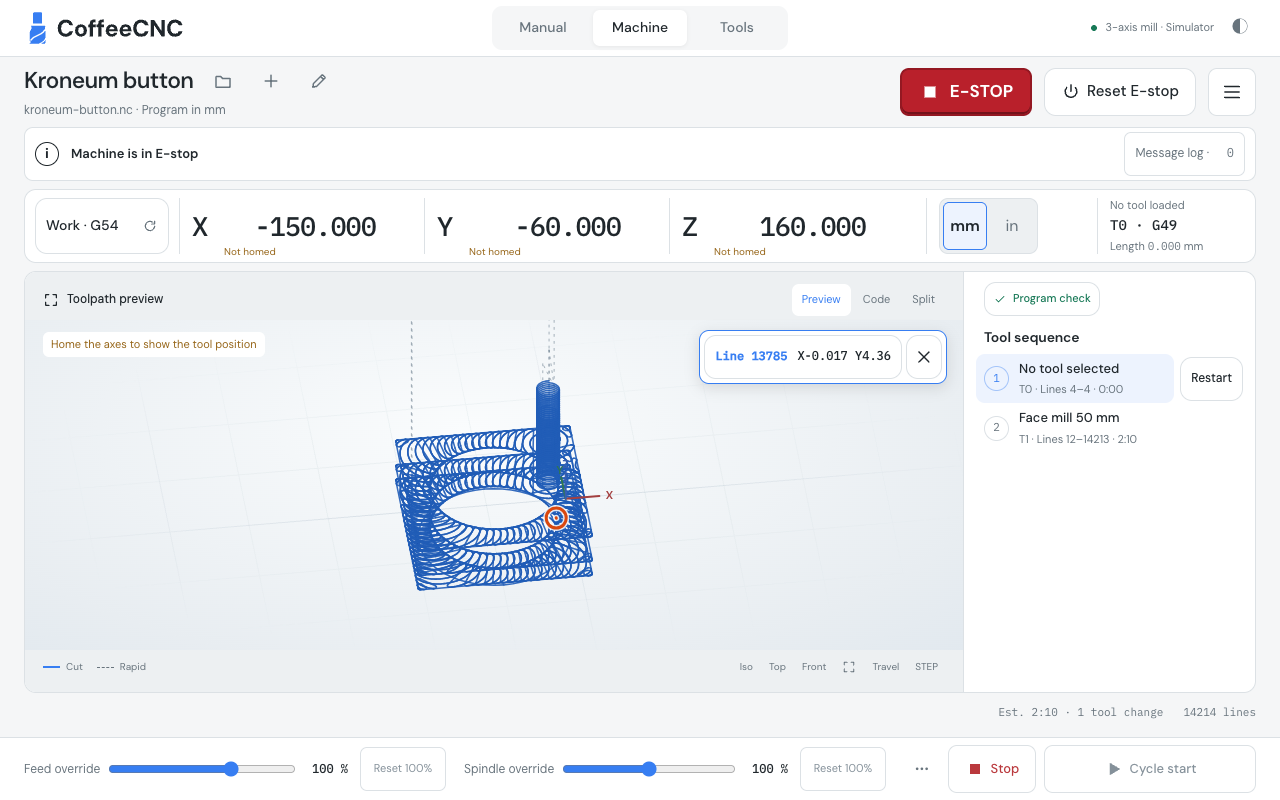 CoffeeCNC
Manual
Machine
Tools
3-axis mill · Simulator
Kroneum button
kroneum-button.nc · Program in mm
E-STOP
Reset E-stop
i
Machine is in E-stop
Message log · 0
Work · G54
X -150.000
Not homed
Y -60.000
Not homed
Z 160.000
Not homed
mm
in
No tool loaded
T0 · G49
Length 0.000 mm
Toolpath preview
Preview
Code
Split
Home the axes to show the tool position
Line 13785 X-0.017 Y4.36
X
Cut
Rapid
Iso
Top
Front
Travel
STEP
Program check
Tool sequence
1
No tool selected
T0 · Lines 4–4 · 0:00
Restart
2
Face mill 50 mm
T1 · Lines 12–14213 · 2:10
Est. 2:10 · 1 tool change 14214 lines
Feed override
100 %
Reset 100%
Spindle override
100 %
Reset 100%
···
Stop
Cycle start